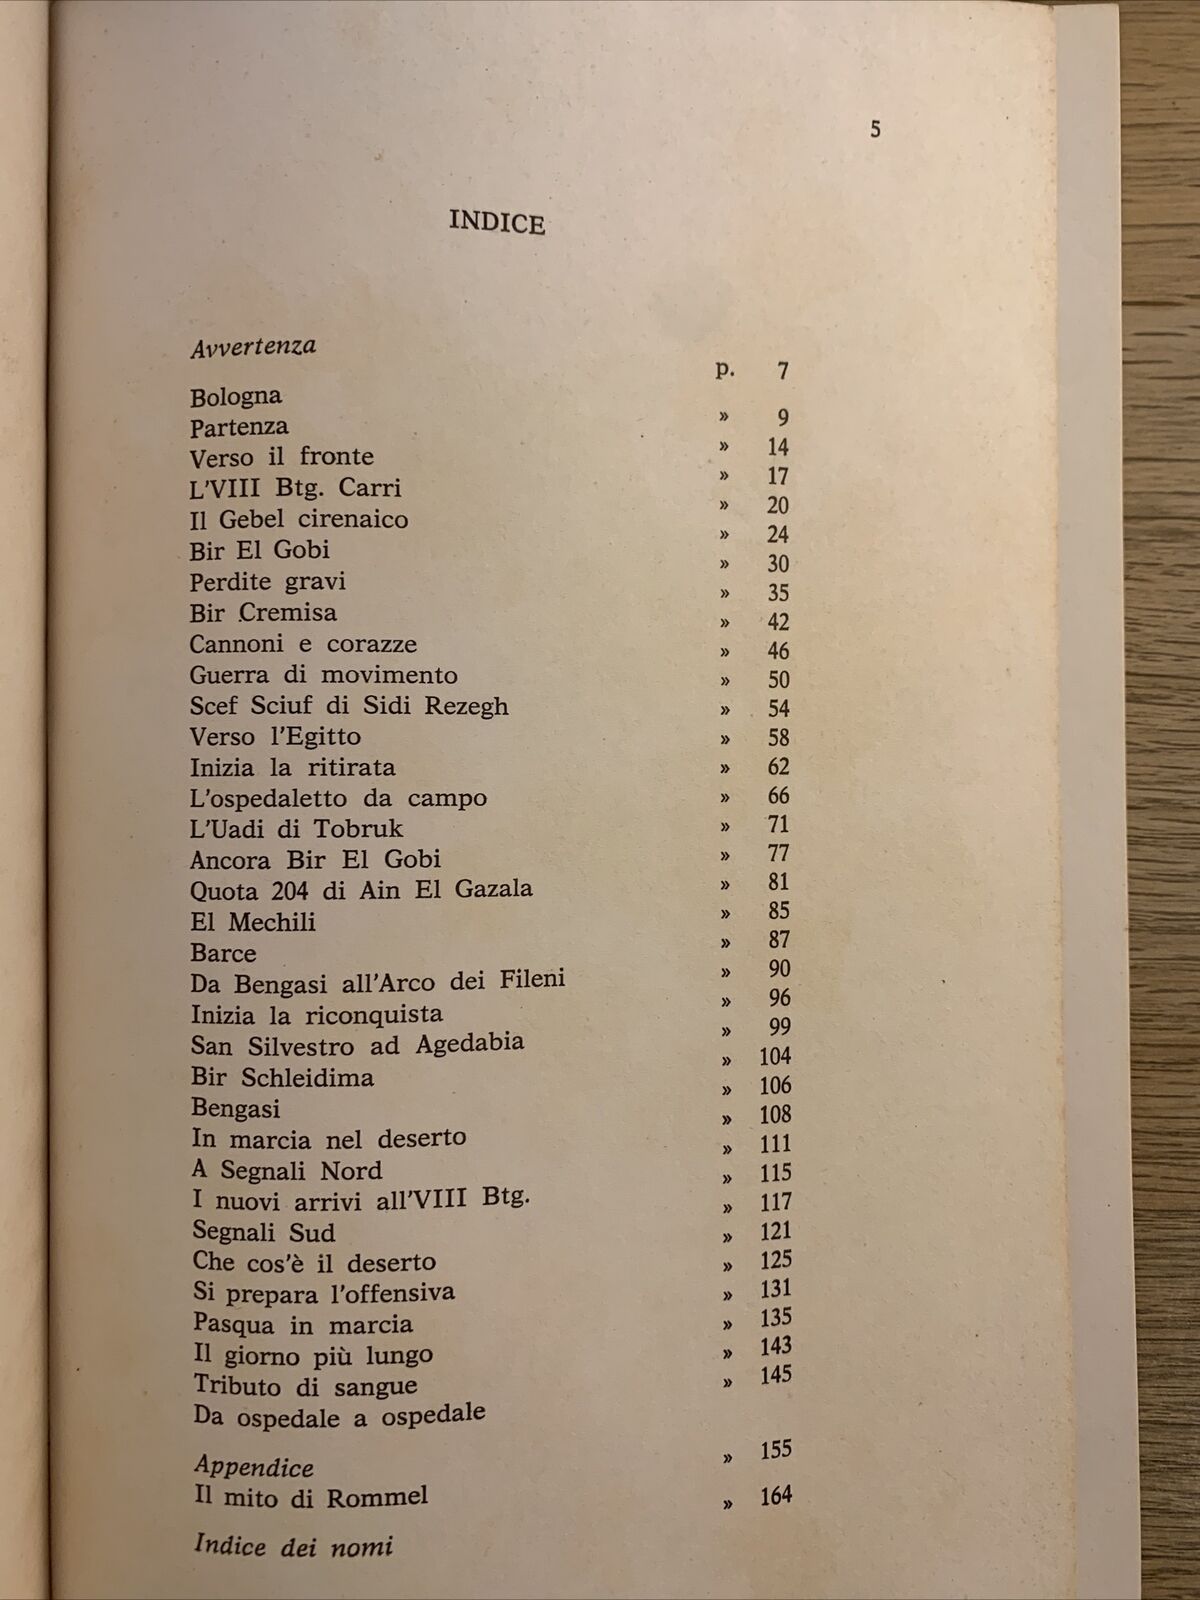 5
INDICE
Avvertenza p. 7
Bologna » 9
Partenza » 14
Verso il fronte » 17
L'VIII Btg. Carri » 20
Il Gebel cirenaico » 24
Bir El Gobi » 30
Perdite gravi » 35
Bir Cremisa » 42
Cannoni e corazze » 46
Guerra di movimento » 50
Scef Sciuf di Sidi Rezegh » 54
Verso l'Egitto » 58
Inizia la ritirata » 62
L'ospedaletto da campo » 66
L'Uadi di Tobruk » 71
Ancora Bir El Gobi » 77
Quota 204 di Ain El Gazala » 81
El Mechili » 85
Barce » 87
Da Bengasi all'Arco dei Fileni » 90
Inizia la riconquista » 96
San Silvestro ad Agedabia » 99
Bir Schleidima » 104
Bengasi » 106
In marcia nel deserto » 108
A Segnali Nord » 111
I nuovi arrivi all'VIII Btg. » 115
Segnali Sud » 117
Che cos'è il deserto » 121
Si prepara l'offensiva » 125
Pasqua in marcia » 131
Il giorno più lungo » 135
Tributo di sangue » 143
Da ospedale a ospedale » 145
Appendice
Il mito di Rommel » 155
Indice dei nomi » 164